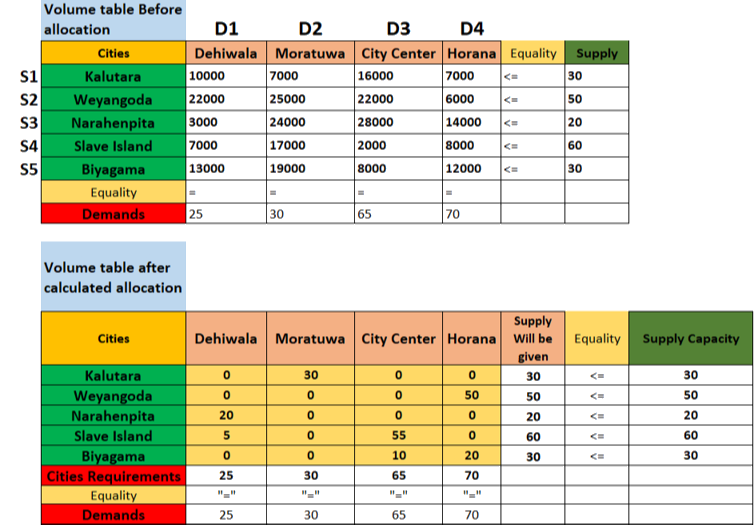 Volume table Before
allocation D1 D2 D3 D4
Cities Dehiwala Moratuwa City Center Horana Equality Supply
S1 Kalutara 10000 7000 16000 7000 <= 30
S2 Weyangoda 22000 25000 22000 6000 <= 50
S3 Narahenpita 3000 24000 28000 14000 <= 20
S4 Slave Island 7000 17000 2000 8000 <= 60
S5 Biyagama 13000 19000 8000 12000 <= 30
Equality = = = =
Demands 25 30 65 70
Volume table after
calculated allocation
Cities Dehiwala Moratuwa City Center Horana Supply Will be given Equality Supply Capacity
Kalutara 0 30 0 0 30 <= 30
Weyangoda 0 0 0 50 50 <= 50
Narahenpita 20 0 0 0 20 <= 20
Slave Island 5 0 55 0 60 <= 60
Biyagama 0 0 10 20 30 <= 30
Cities Requirements 25 30 65 70
Equality "=" "=" "=" "="
Demands 25 30 65 70